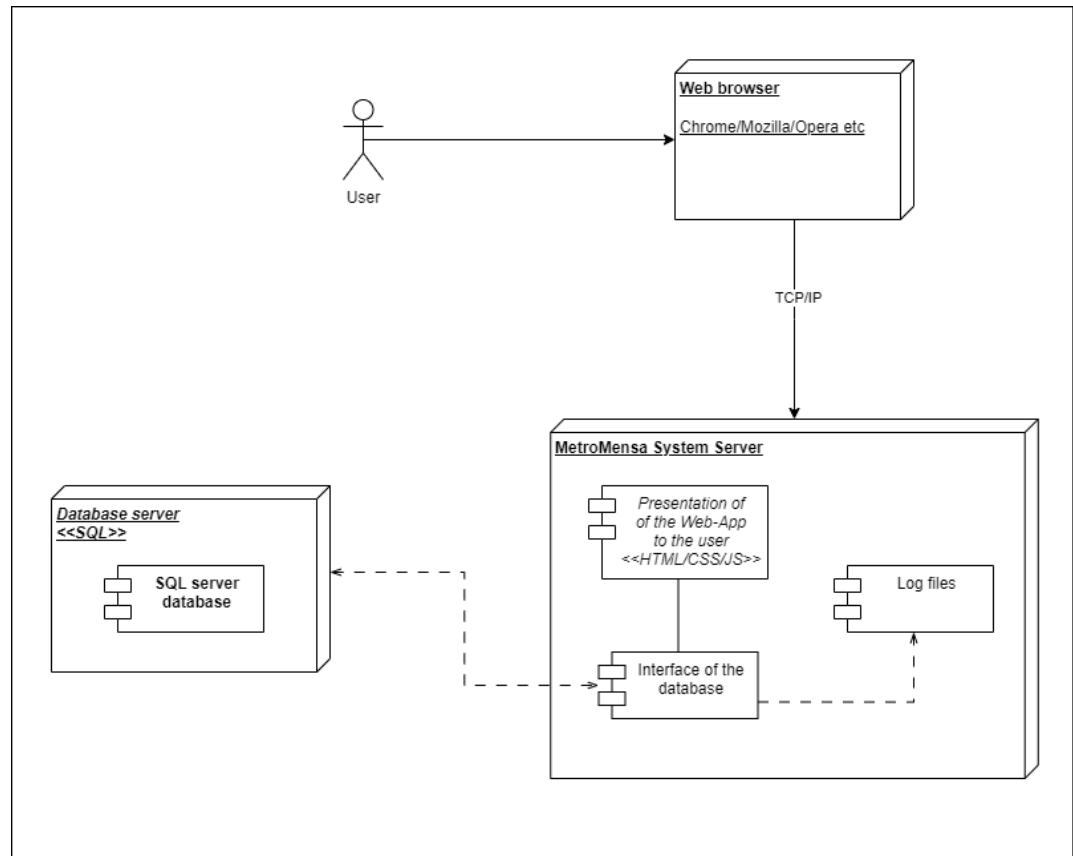 Web browser
Chrome/Mozilla/Opera etc
User
TCP/IP
MetroMensa System Server
Presentation of
of the Web-App
to the user
<<HTML/CSS/JS>>
Log files
Interface of the
database
Database server
<<SQL>>
SQL server
database